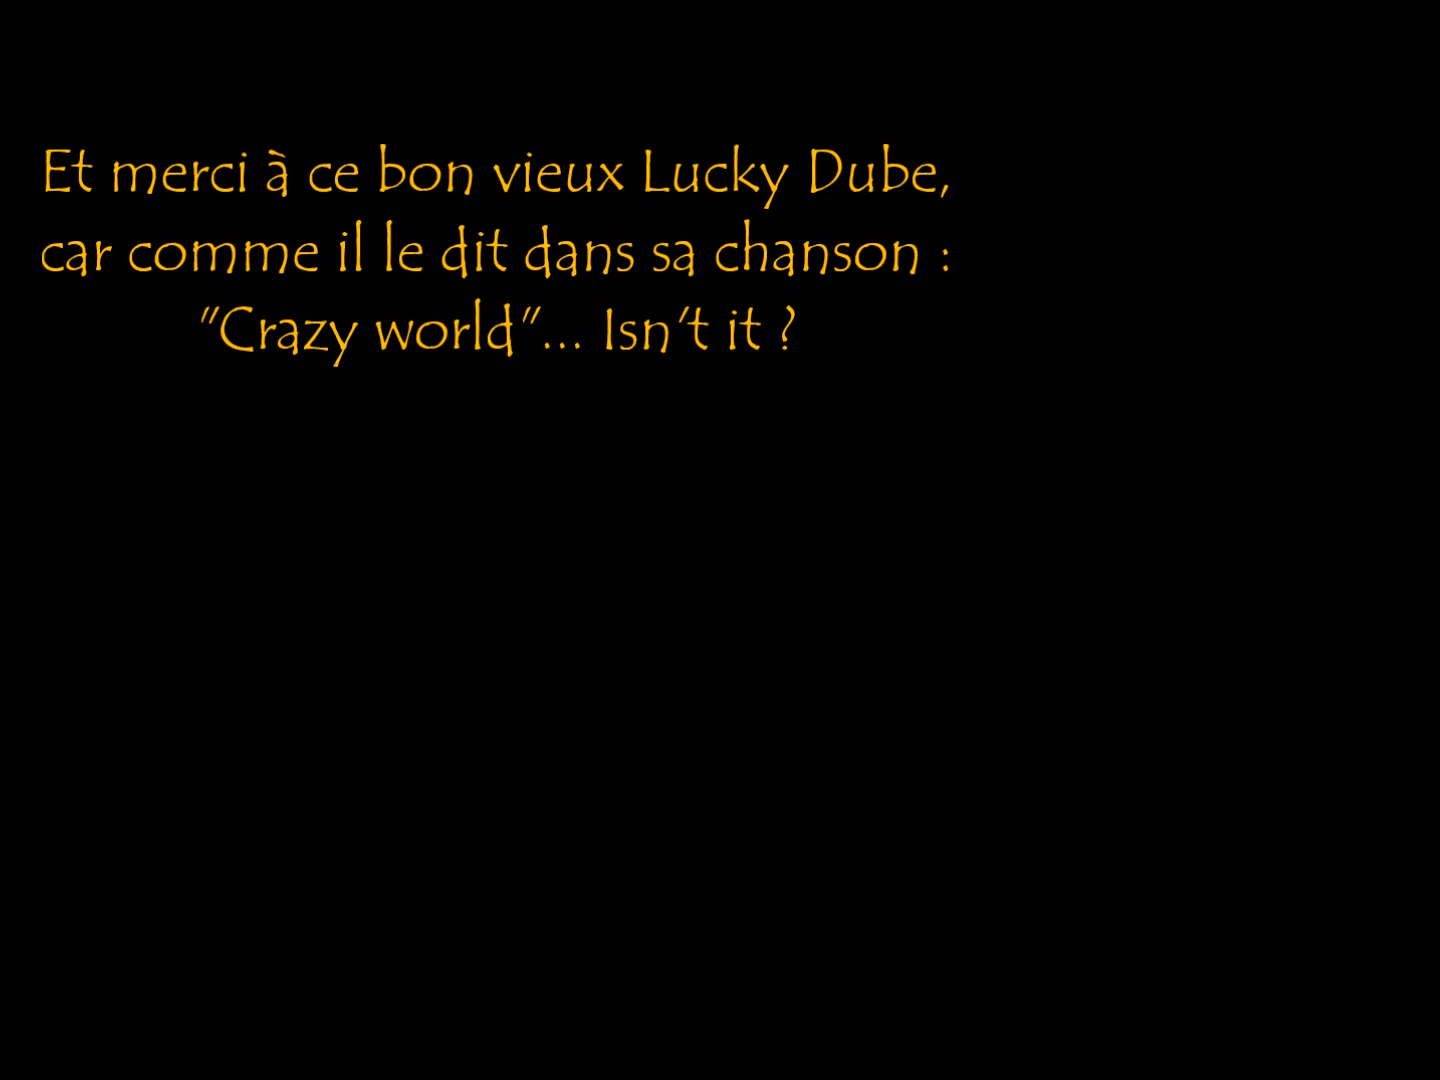 Et merci à ce bon vieux Lucky Dube,
car comme il le dit dans sa chanson :
"Crazy world"... Isn't it ?